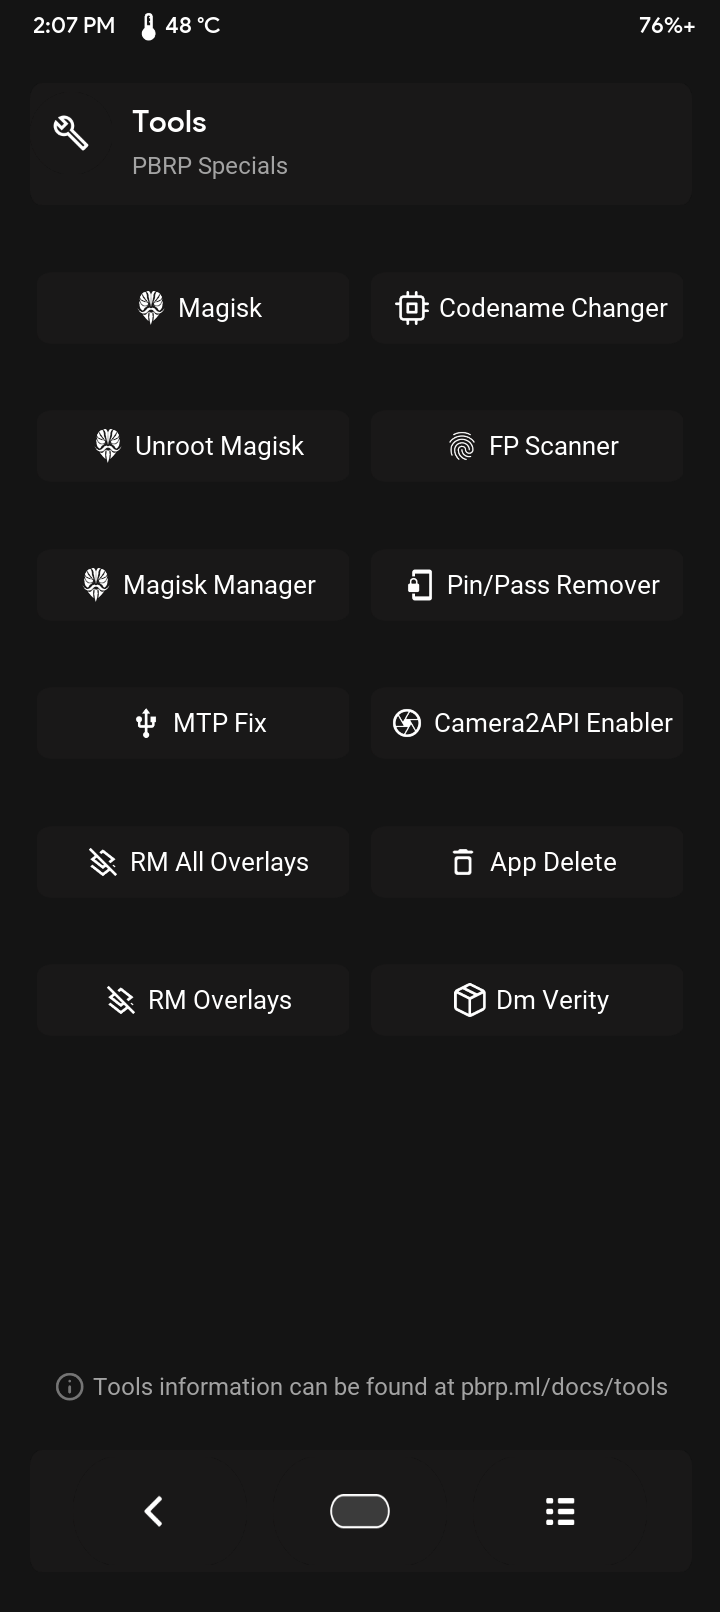 2:07 PM 48 °C 76%+
Tools
PBRP Specials
Magisk
Codename Changer
Unroot Magisk
FP Scanner
Magisk Manager
Pin/Pass Remover
MTP Fix
Camera2API Enabler
RM All Overlays
App Delete
RM Overlays
Dm Verity
Tools information can be found at pbrp.ml/docs/tools